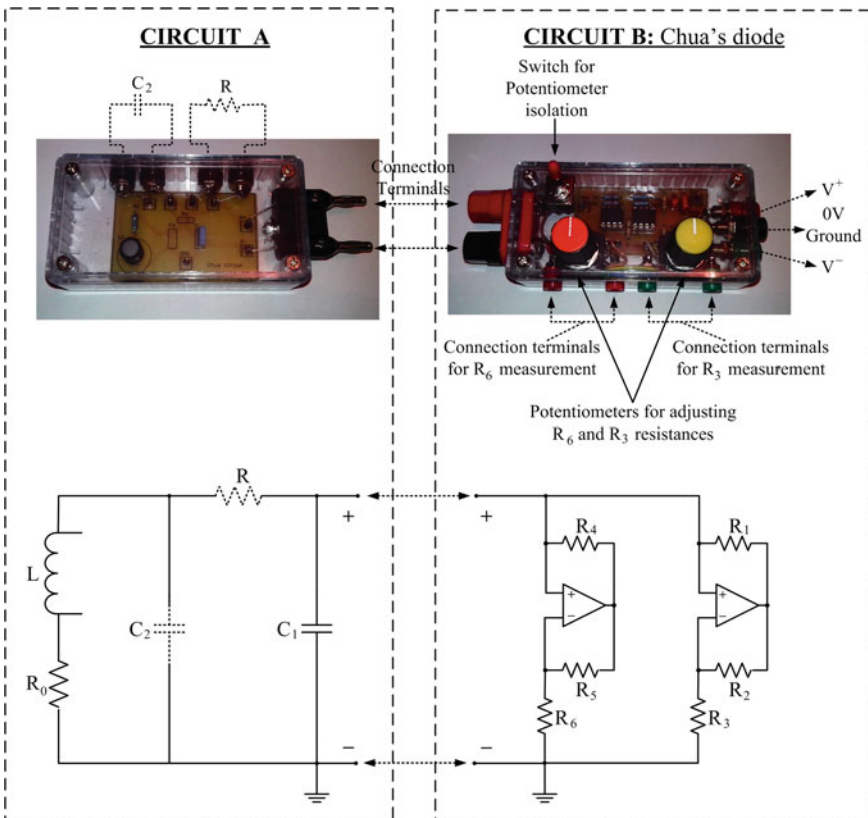 CIRCUIT A
C2
R
Connection
Terminals
L
R0
C2
R
C1
+
−
CIRCUIT B: Chua's diode
Switch for
Potentiometer
isolation
V+
0V
Ground
V−
Connection terminals
for R6 measurement
Connection terminals
for R3 measurement
Potentiometers for adjusting
R6 and R3 resistances
+
−
R4
+
−
R5
R6
R1
+
−
R2
R3